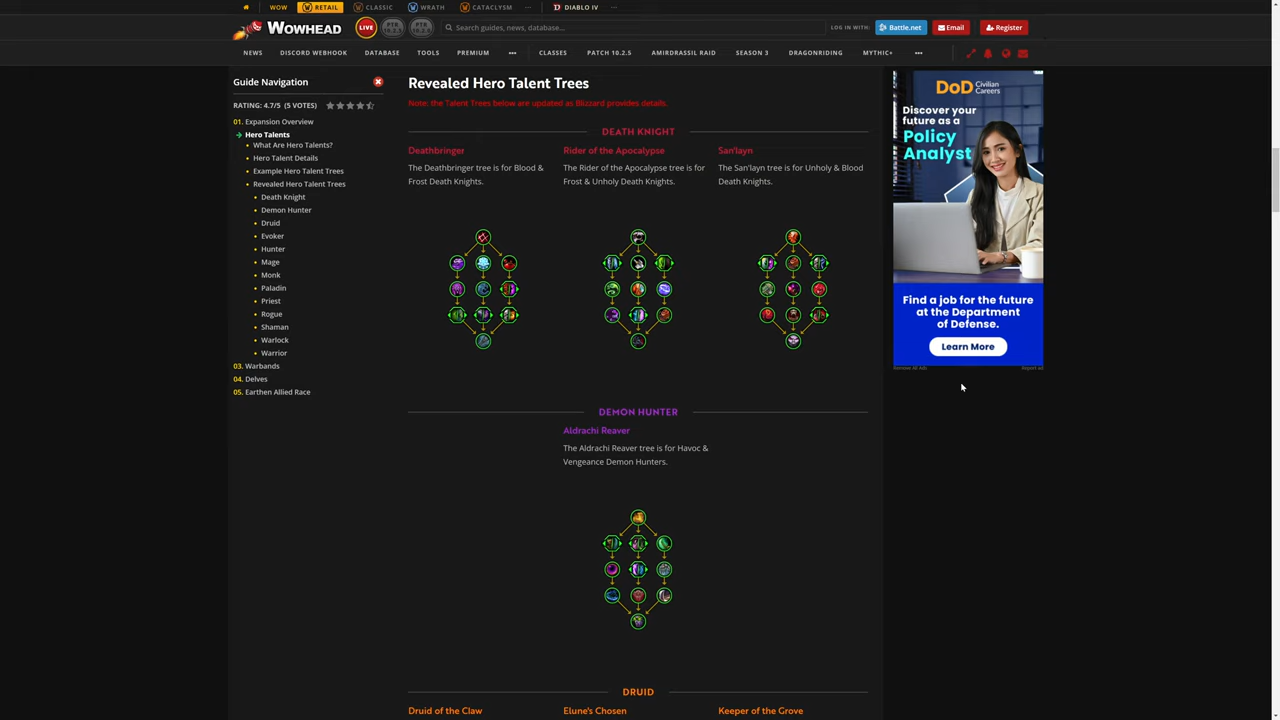 WOW
RETAIL
CLASSIC
WRATH
CATACLYSM
DIABLO IV
WOWHEAD
LIVE
PTR
PTR
Search guides, news, database...
LOG IN WITH:
Battle.net
Email
Register
NEWS
DISCORD WEBHOOK
DATABASE
TOOLS
PREMIUM
CLASSES
PATCH 10.2.5
AMIRDRASSIL RAID
SEASON 3
DRAGONRIDING
MYTHIC+
Guide Navigation
RATING: 4.7/5 (5 VOTES)
01. Expansion Overview
Hero Talents
What Are Hero Talents?
Hero Talent Details
Example Hero Talent Trees
Revealed Hero Talent Trees
Death Knight
Demon Hunter
Druid
Evoker
Hunter
Mage
Monk
Paladin
Priest
Rogue
Shaman
Warlock
Warrior
03. Warbands
04. Delves
05. Earthen Allied Race
Revealed Hero Talent Trees
Note: the Talent Trees below are updated as Blizzard provides details.
DEATH KNIGHT
Deathbringer
The Deathbringer tree is for Blood &
Frost Death Knights.
Rider of the Apocalypse
The Rider of the Apocalypse tree is for
Frost & Unholy Death Knights.
San'layn
The San'layn tree is for Unholy & Blood
Death Knights.
DEMON HUNTER
Aldrachi Reaver
The Aldrachi Reaver tree is for Havoc &
Vengeance Demon Hunters.
DRUID
Druid of the Claw
Elune's Chosen
Keeper of the Grove
DoD Civilian
Careers
Discover your
future as a
Policy
Analyst
Find a job for the future
at the Department
of Defense.
Learn More
Remove All Ads
Report ad